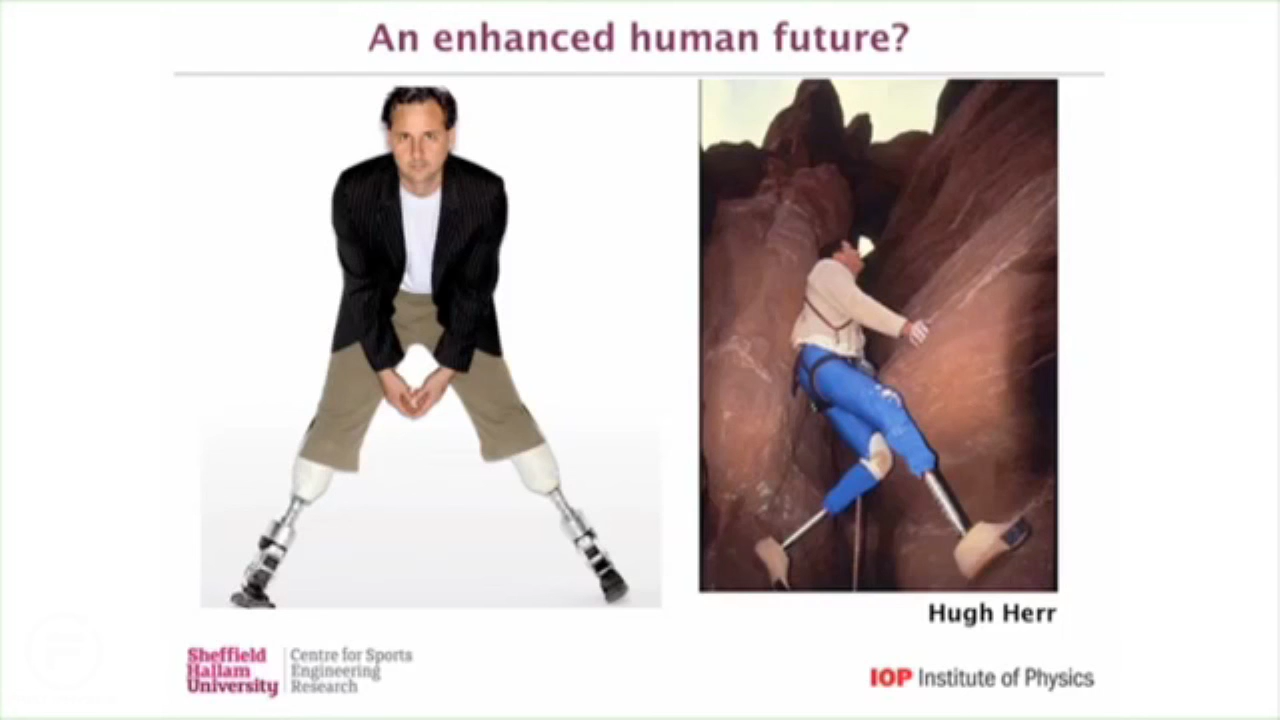 An enhanced human future?
Hugh Herr
Sheffield
Hallam
University
Centre for Sports
Engineering
Research
IOP Institute of Physics